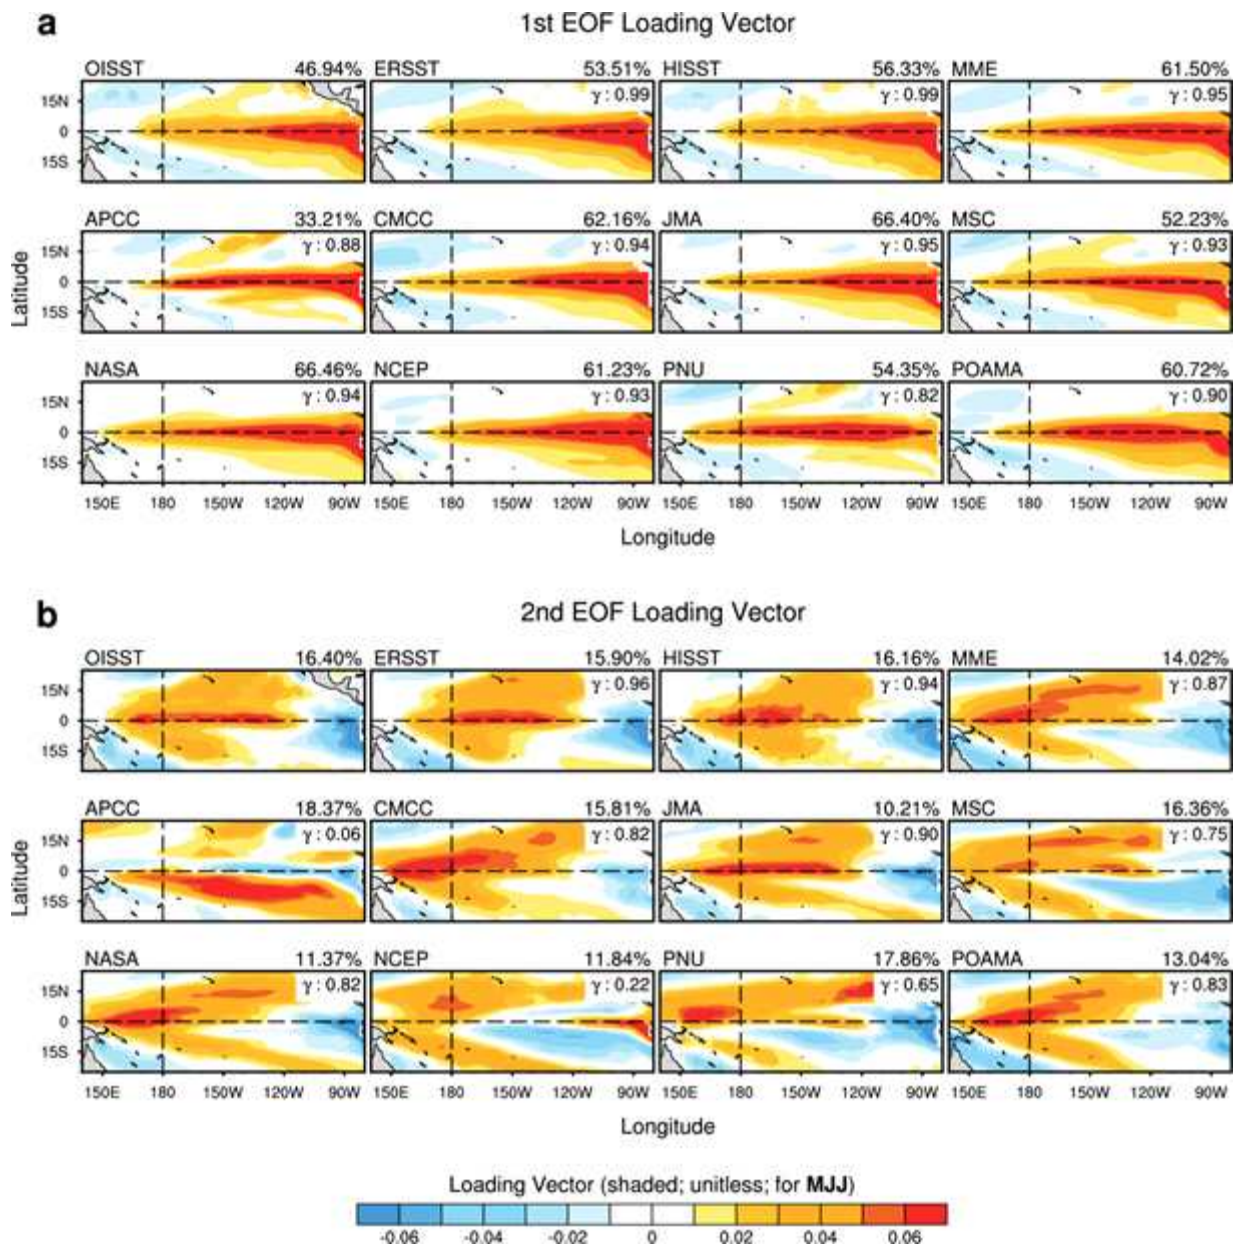 a
1st EOF Loading Vector
OISST 46.94% ERSST 53.51% HISST 56.33% MME 61.50%
15N γ : 0.99 γ : 0.99 γ : 0.95
0
15S
APCC 33.21% CMCC 62.16% JMA 66.40% MSC 52.23%
15N γ : 0.88 γ : 0.94 γ : 0.95 γ : 0.93
0
15S
Latitude
NASA 66.46% NCEP 61.23% PNU 54.35% POAMA 60.72%
15N γ : 0.94 γ : 0.93 γ : 0.82 γ : 0.90
0
15S
150E 180 150W 120W 90W 150E 180 150W 120W 90W 150E 180 150W 120W 90W 150E 180 150W 120W 90W
Longitude
b
2nd EOF Loading Vector
OISST 16.40% ERSST 15.90% HISST 16.16% MME 14.02%
15N γ : 0.96 γ : 0.94 γ : 0.87
0
15S
APCC 18.37% CMCC 15.81% JMA 10.21% MSC 16.36%
15N γ : 0.06 γ : 0.82 γ : 0.90 γ : 0.75
0
15S
Latitude
NASA 11.37% NCEP 11.84% PNU 17.86% POAMA 13.04%
15N γ : 0.82 γ : 0.22 γ : 0.65 γ : 0.83
0
15S
150E 180 150W 120W 90W 150E 180 150W 120W 90W 150E 180 150W 120W 90W 150E 180 150W 120W 90W
Longitude
Loading Vector (shaded; unitless; for MJJ)
-0.06 -0.04 -0.02 0 0.02 0.04 0.06